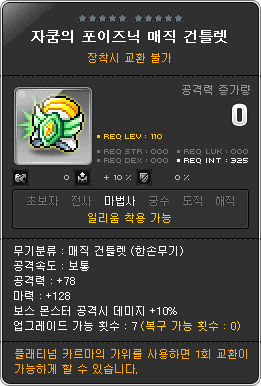 자쿰의 포이즈닉 매직 건틀렛
장착시 교환 불가
공격력 증가량
0
REQ LEV : 110
REQ STR : 000 REQ LUK : 000
REQ DEX : 000 REQ INT : 325
0 + 10 % 0 %
초보자 전사 마법사 궁수 도적 해적
일리움 착용 가능
무기분류 : 매직 건틀렛 (한손무기)
공격속도 : 보통
공격력 : +78
마력 : +128
보스 몬스터 공격시 데미지 +10%
업그레이드 가능 횟수 : 7 (복구 가능 횟수 : 0)
플래티넘 카르마의 가위를 사용하면 1회 교환이
가능하게 할 수 있습니다.